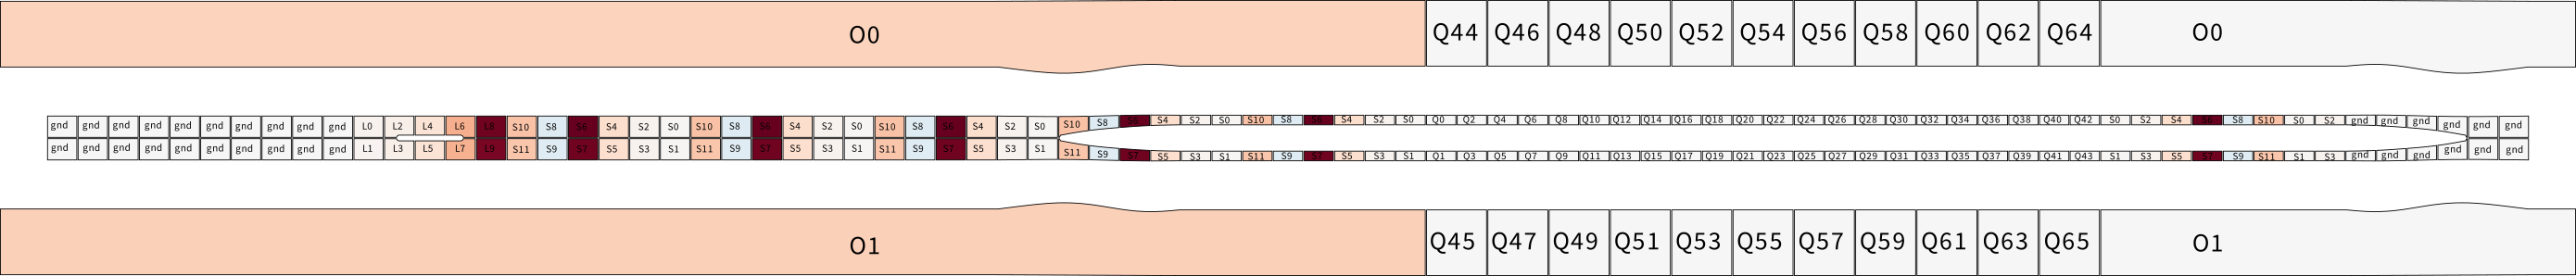 O0 Q44 Q46 Q48 Q50 Q52 Q54 Q56 Q58 Q60 Q62 Q64 O0
gnd gnd gnd gnd gnd gnd gnd gnd gnd gnd L0 L2 L4 L6 L8 S10 S8 S6 S4 S2 S0 S10 S8 S6 S4 S2 S0 S10 S8 S6 S4 S2 S0 S10 S8 S6 S4 S2 S0 S10 S8 S6 S4 S2 S0 Q0 Q2 Q4 Q6 Q8 Q10 Q12 Q14 Q16 Q18 Q20 Q22 Q24 Q26 Q28 Q30 Q32 Q34 Q36 Q38 Q40 Q42 S0 S2 S4 S6 S8 S10 S0 S2 gnd gnd gnd gnd gnd gnd
gnd gnd gnd gnd gnd gnd gnd gnd gnd gnd L1 L3 L5 L7 L9 S11 S9 S7 S5 S3 S1 S11 S9 S7 S5 S3 S1 S11 S9 S7 S5 S3 S1 S11 S9 S7 S5 S3 S1 S11 S9 S7 S5 S3 S1 Q1 Q3 Q5 Q7 Q9 Q11 Q13 Q15 Q17 Q19 Q21 Q23 Q25 Q27 Q29 Q31 Q33 Q35 Q37 Q39 Q41 Q43 S1 S3 S5 S7 S9 S11 S1 S3 gnd gnd gnd gnd gnd gnd
O1 Q45 Q47 Q49 Q51 Q53 Q55 Q57 Q59 Q61 Q63 Q65 O1